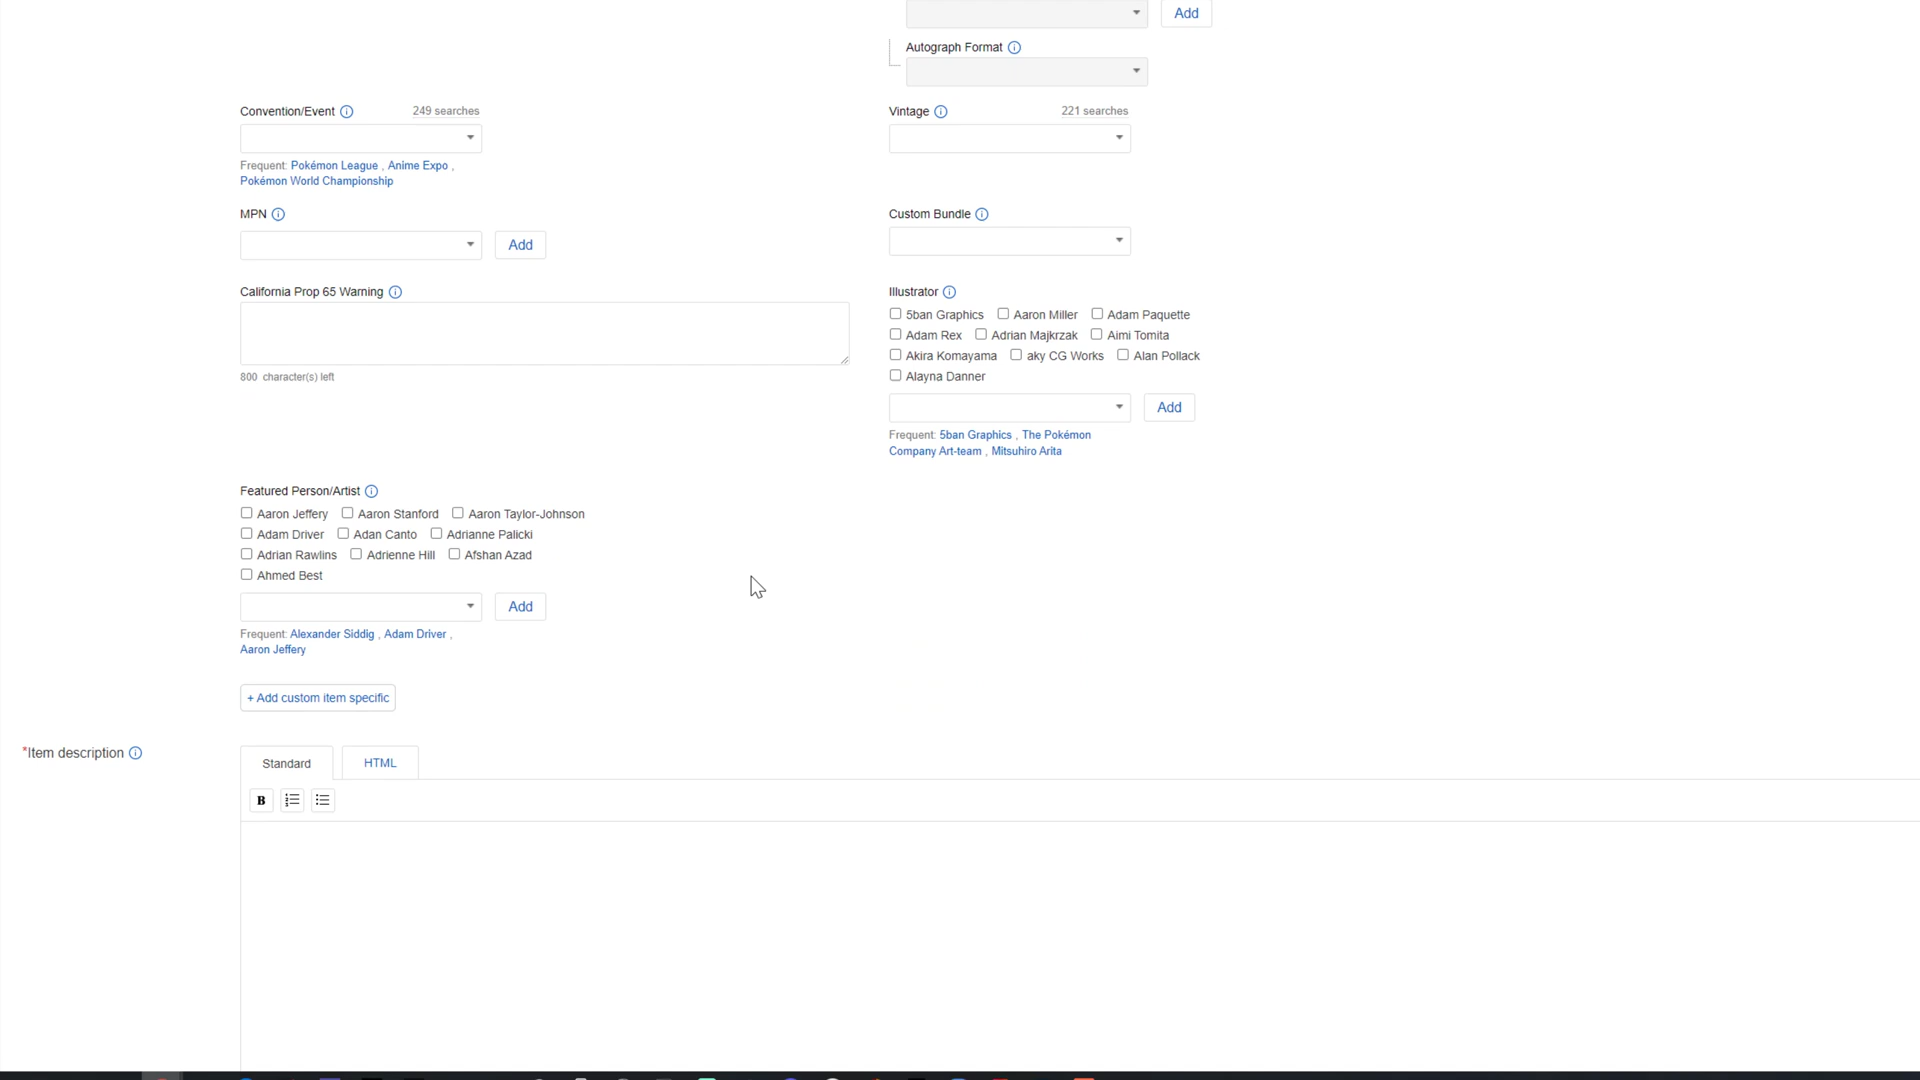 Add
Autograph Format
Convention/Event 249 searches
Vintage 221 searches
Frequent: Pokémon League , Anime Expo ,
Pokémon World Championship
MPN
Custom Bundle
Add
California Prop 65 Warning
Illustrator
5ban Graphics Aaron Miller Adam Paquette
Adam Rex Adrian Majkrzak Aimi Tomita
Akira Komayama aky CG Works Alan Pollack
800 character(s) left
Alayna Danner
Add
Frequent: 5ban Graphics , The Pokémon
Company Art-team , Mitsuhiro Arita
Featured Person/Artist
Aaron Jeffery Aaron Stanford Aaron Taylor-Johnson
Adam Driver Adan Canto Adrianne Palicki
Adrian Rawlins Adrienne Hill Afshan Azad
Ahmed Best
Add
Frequent: Alexander Siddig , Adam Driver ,
Aaron Jeffery
+ Add custom item specific
*Item description
Standard HTML
B